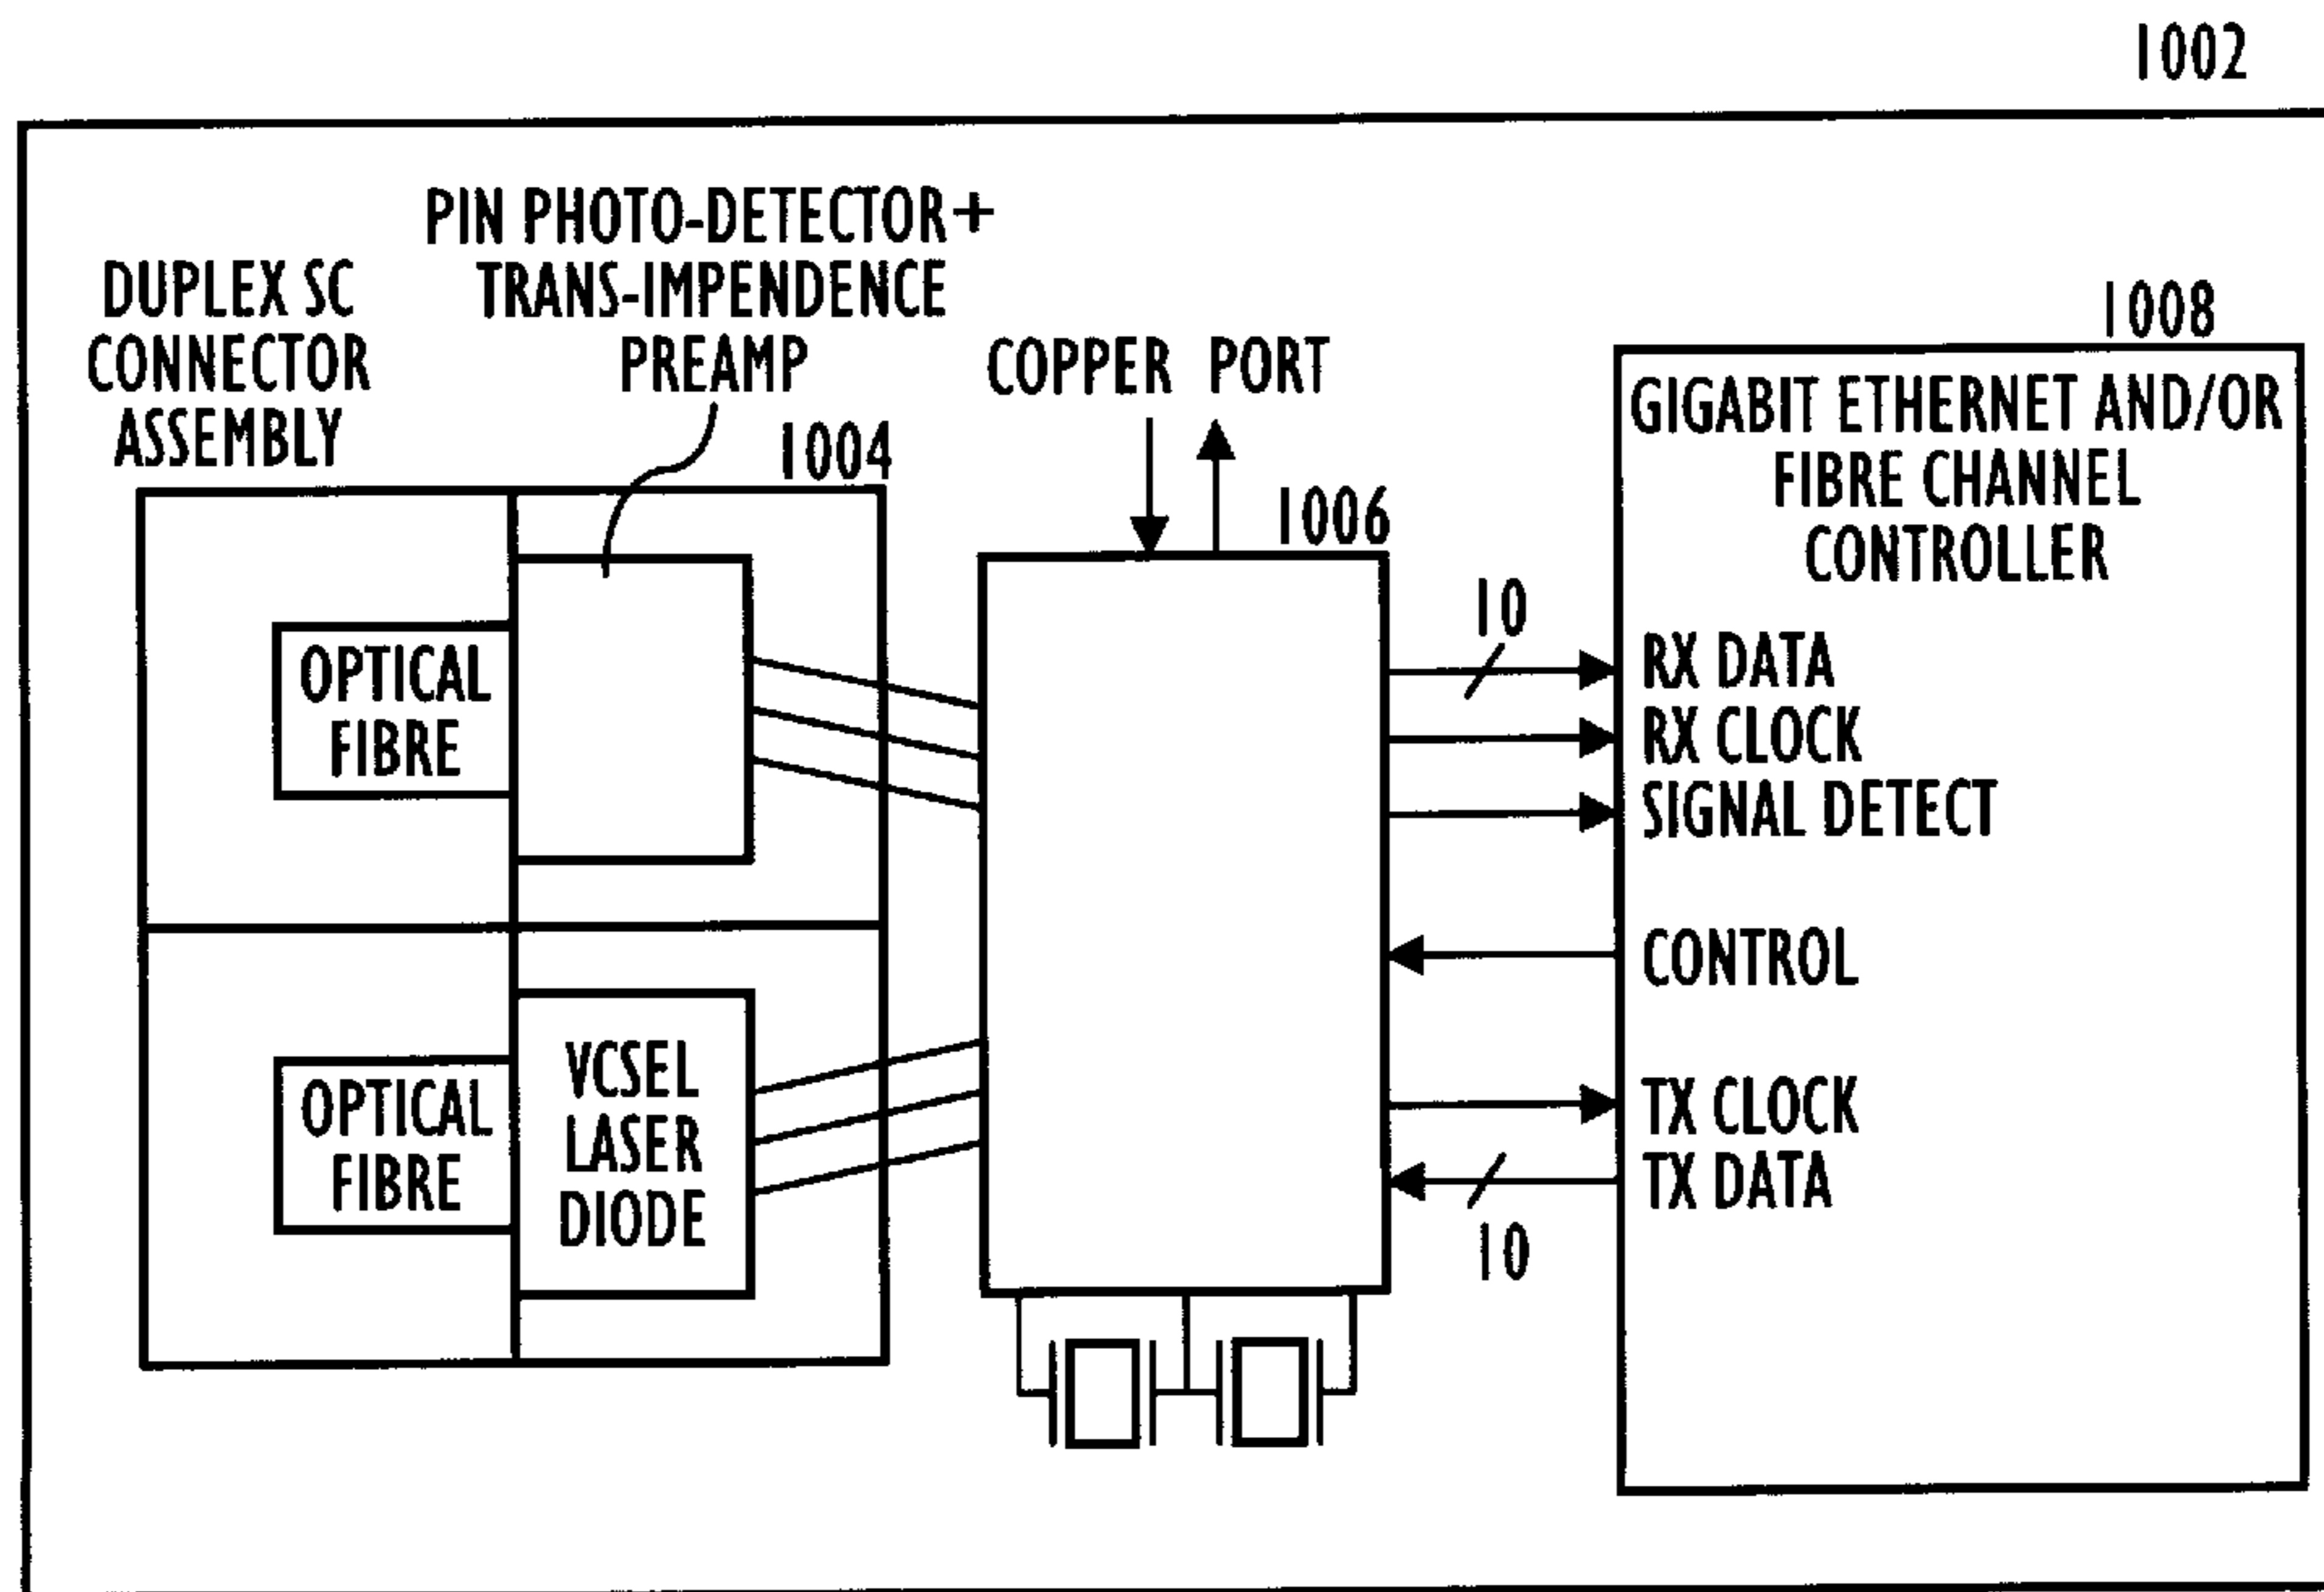 1002
PIN PHOTO-DETECTOR+
TRANS-IMPENDENCE
PREAMP
DUPLEX SC
CONNECTOR
ASSEMBLY
1004
COPPER PORT
1006
1008
GIGABIT ETHERNET AND/OR
FIBRE CHANNEL
CONTROLLER
OPTICAL
FIBRE
10
RX DATA
RX CLOCK
SIGNAL DETECT
CONTROL
OPTICAL
FIBRE
VCSEL
LASER
DIODE
TX CLOCK
TX DATA
10